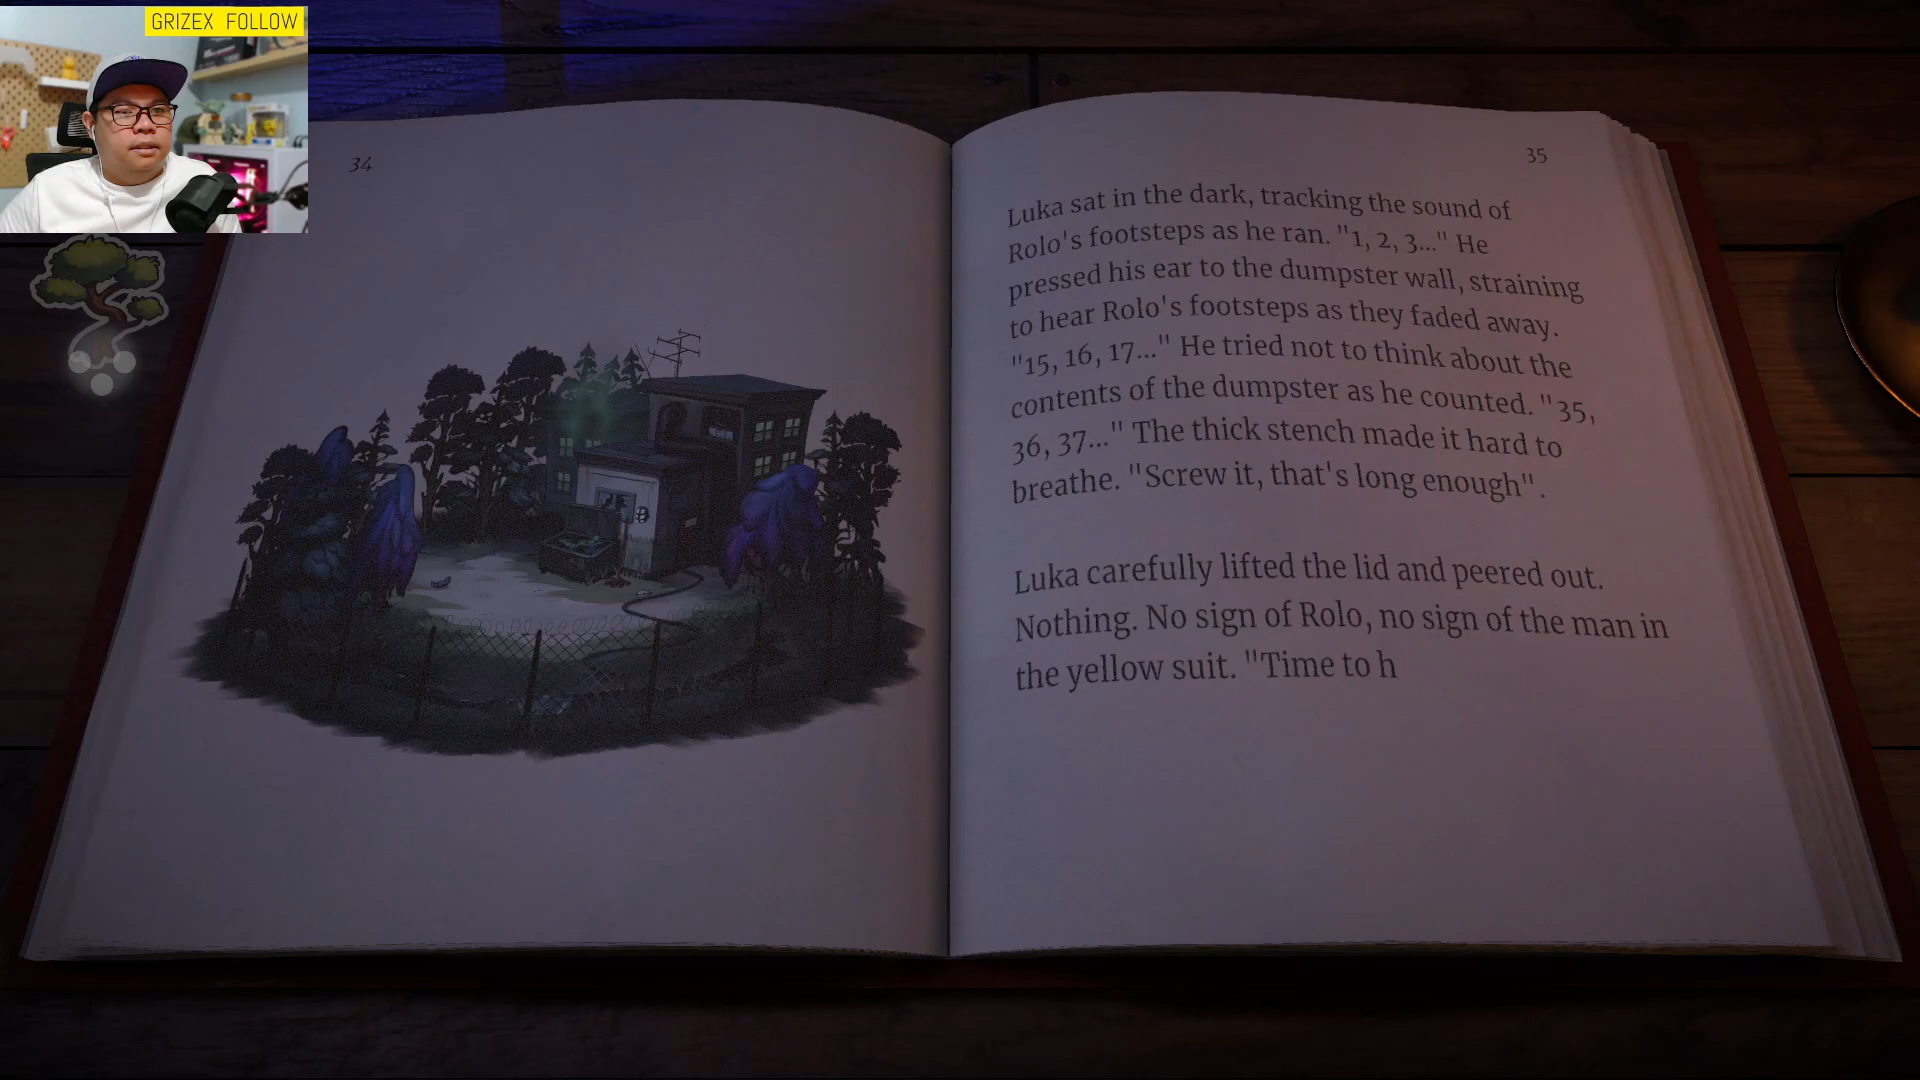 GRIZEX FOLLOW
34
35
Luka sat in the dark, tracking the sound of
Rolo's footsteps as he ran. "1, 2, 3..." He
pressed his ear to the dumpster wall, straining
to hear Rolo's footsteps as they faded away.
"15, 16, 17..." He tried not to think about the
contents of the dumpster as he counted. "35,
36, 37..." The thick stench made it hard to
breathe. "Screw it, that's long enough".
Luka carefully lifted the lid and peered out.
Nothing. No sign of Rolo, no sign of the man in
the yellow suit. "Time to h